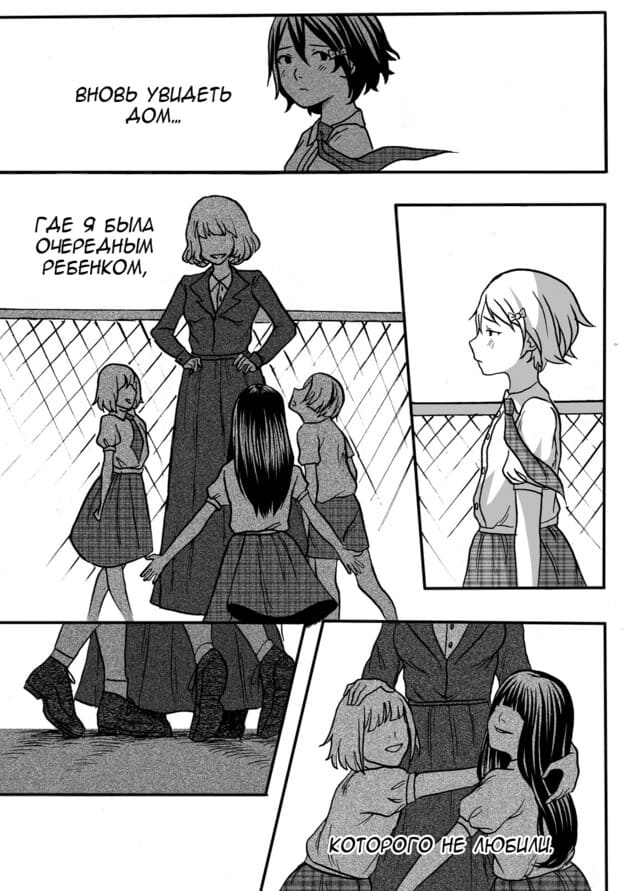 ВНОВЬ УВИДЕТЬ
ДОМ...
ГДЕ Я БЫЛА
ОЧЕРЕДНЫМ
РЕБЕНКОМ,
КОТОРОГО НЕ ЛЮБИЛИ.